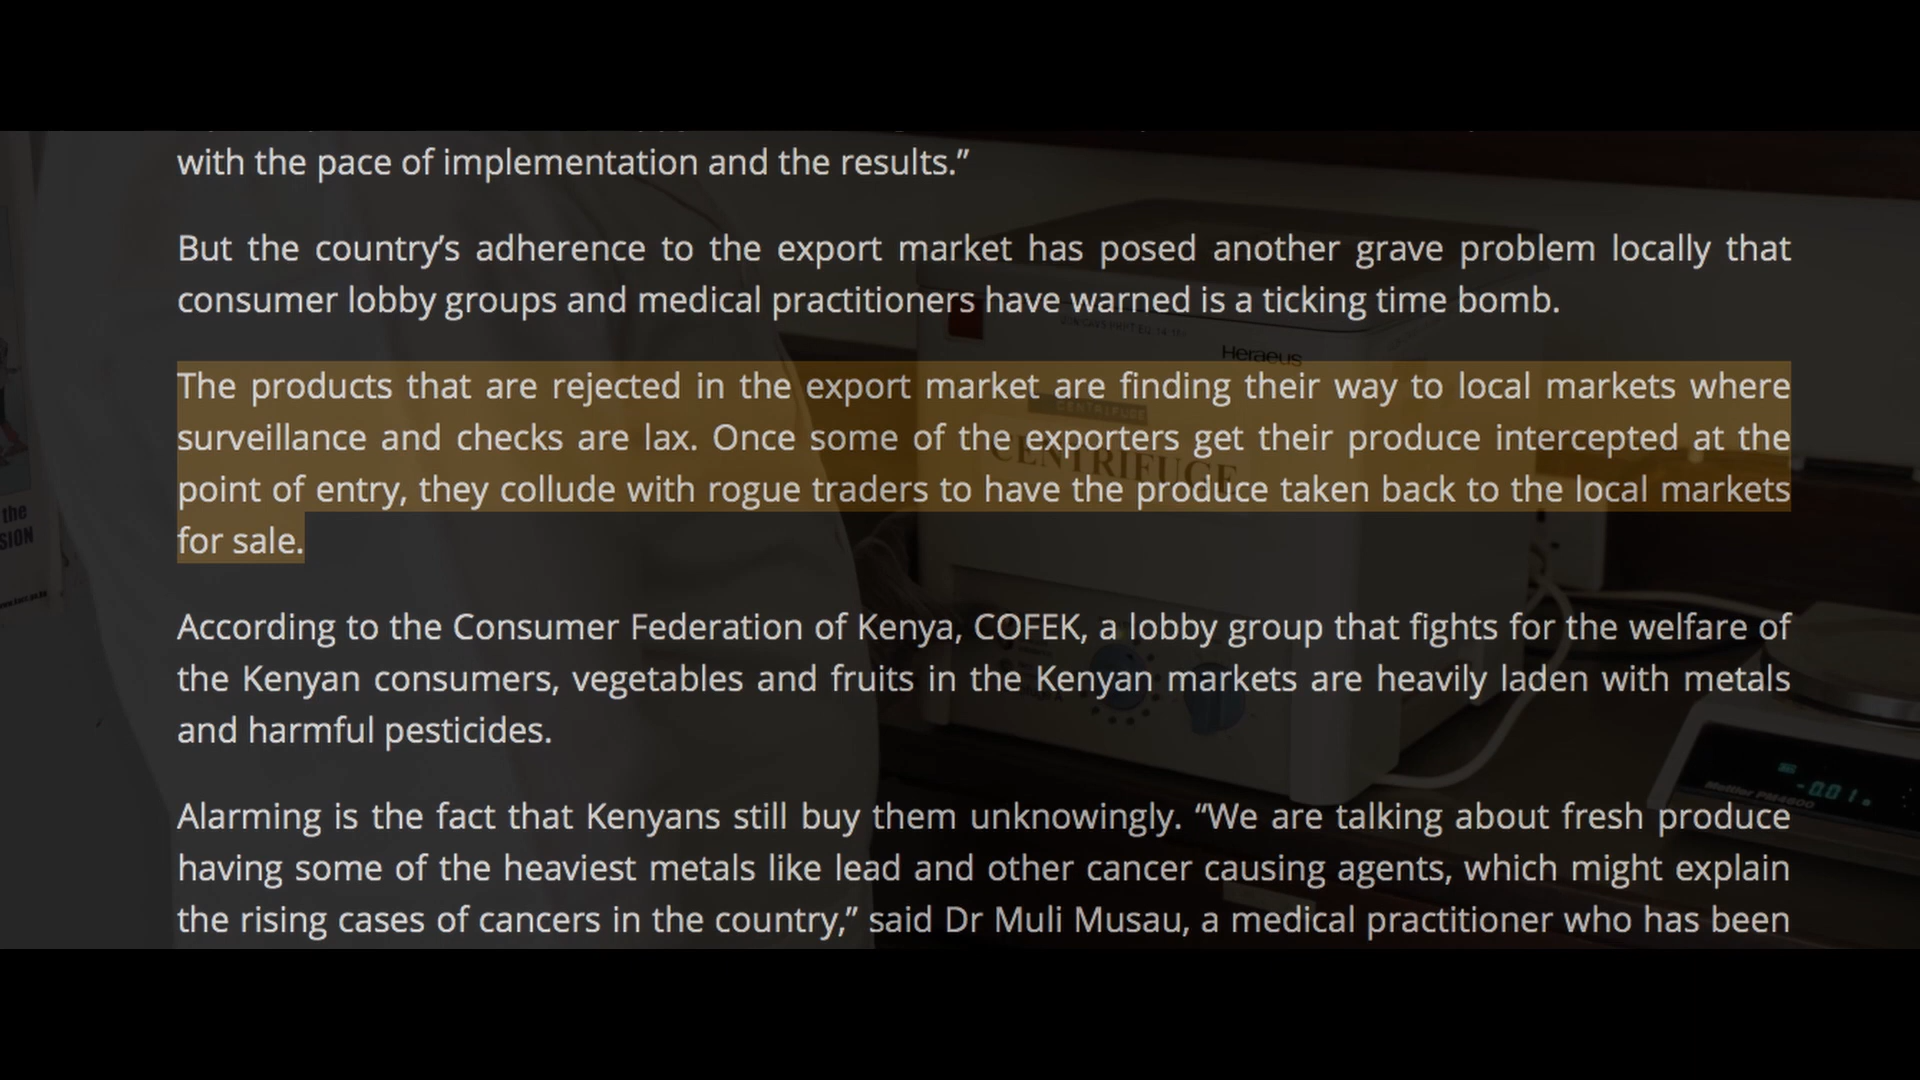 with the pace of implementation and the results.”
But the country’s adherence to the export market has posed another grave problem locally that
consumer lobby groups and medical practitioners have warned is a ticking time bomb.
The products that are rejected in the export market are finding their way to local markets where
surveillance and checks are lax. Once some of the exporters get their produce intercepted at the
point of entry, they collude with rogue traders to have the produce taken back to the local markets
for sale.
According to the Consumer Federation of Kenya, COFEK, a lobby group that fights for the welfare of
the Kenyan consumers, vegetables and fruits in the Kenyan markets are heavily laden with metals
and harmful pesticides.
Alarming is the fact that Kenyans still buy them unknowingly. “We are talking about fresh produce
having some of the heaviest metals like lead and other cancer causing agents, which might explain
the rising cases of cancers in the country,” said Dr Muli Musau, a medical practitioner who has been
Heraeus
CENTRIFUGE
CENTRIFUGE
the
SION
Mettler PM4600
-0.01